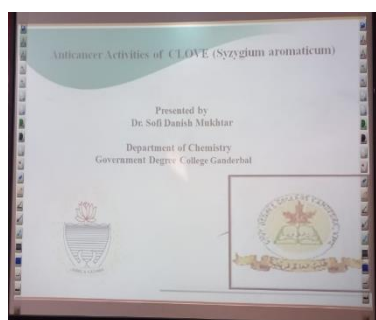 Anticancer Activities of CLOVE (Syzygium aromaticum)
Presented by
Dr. Sofi Danish Mukhtar
Department of Chemistry
Government Degree College Ganderbal